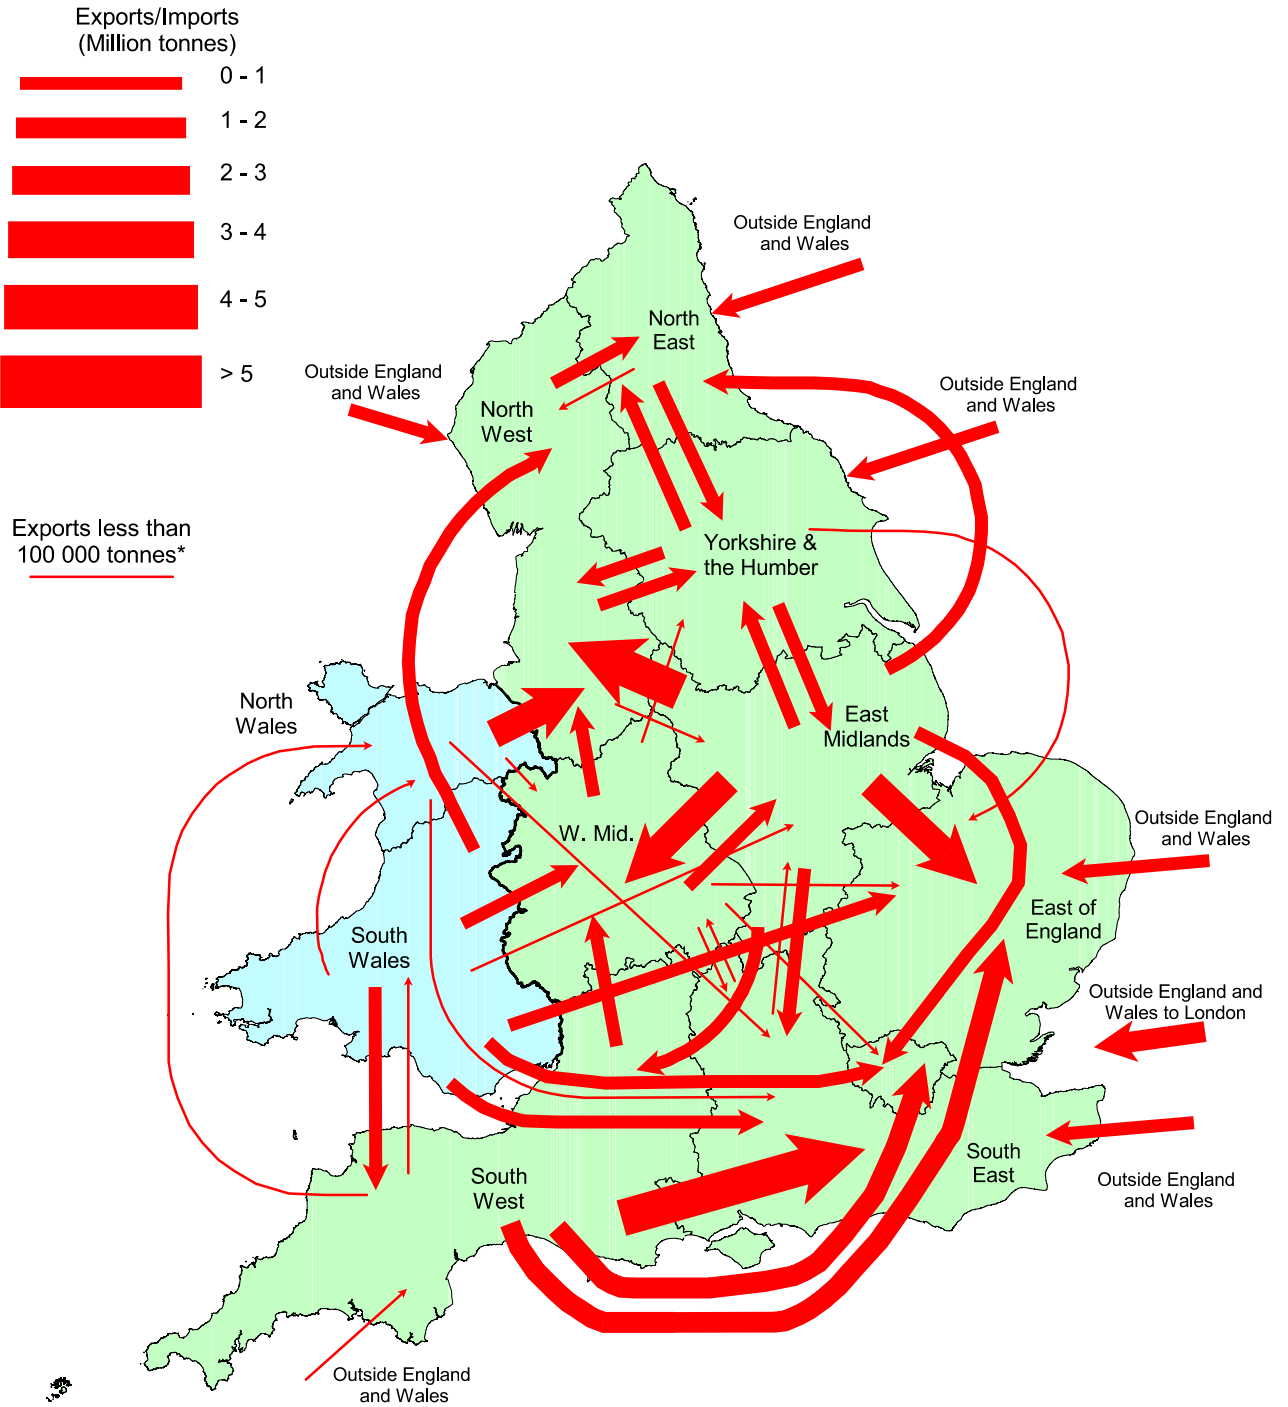 Exports/Imports
(Million tonnes)
0 - 1
1 - 2
2 - 3
3 - 4
4 - 5
> 5
Exports less than
100 000 tonnes*
Outside England
and Wales
North
East
Outside England
and Wales
Outside England
and Wales
North
West
Yorkshire &
the Humber
North
Wales
East
Midlands
Outside England
and Wales
W. Mid.
East of
England
South
Wales
Outside England and
Wales to London
South
East
South
West
Outside England
and Wales
Outside England
and Wales